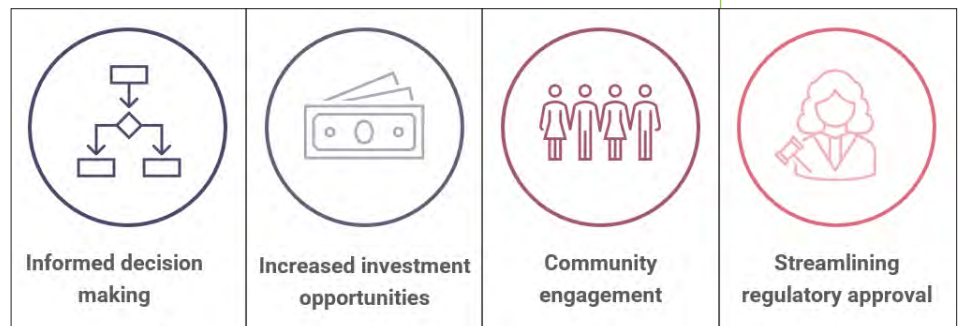 Informed decision
making
Increased investment
opportunities
Community
engagement
Streamlining
regulatory approval